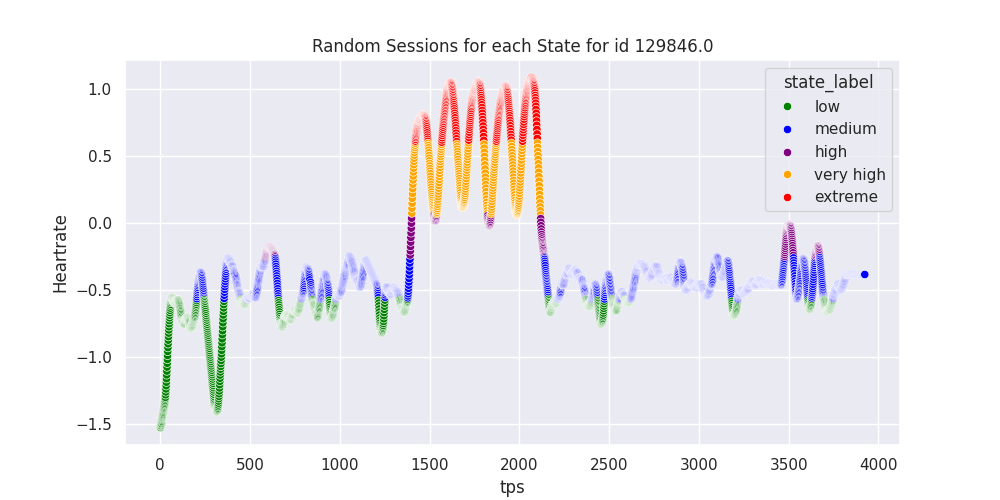 Random Sessions for each State for id 129846.0
state_label
low
medium
high
very high
extreme
Heartrate
1.0
0.5
0.0
−0.5
−1.0
−1.5
0 500 1000 1500 2000 2500 3000 3500 4000
tps